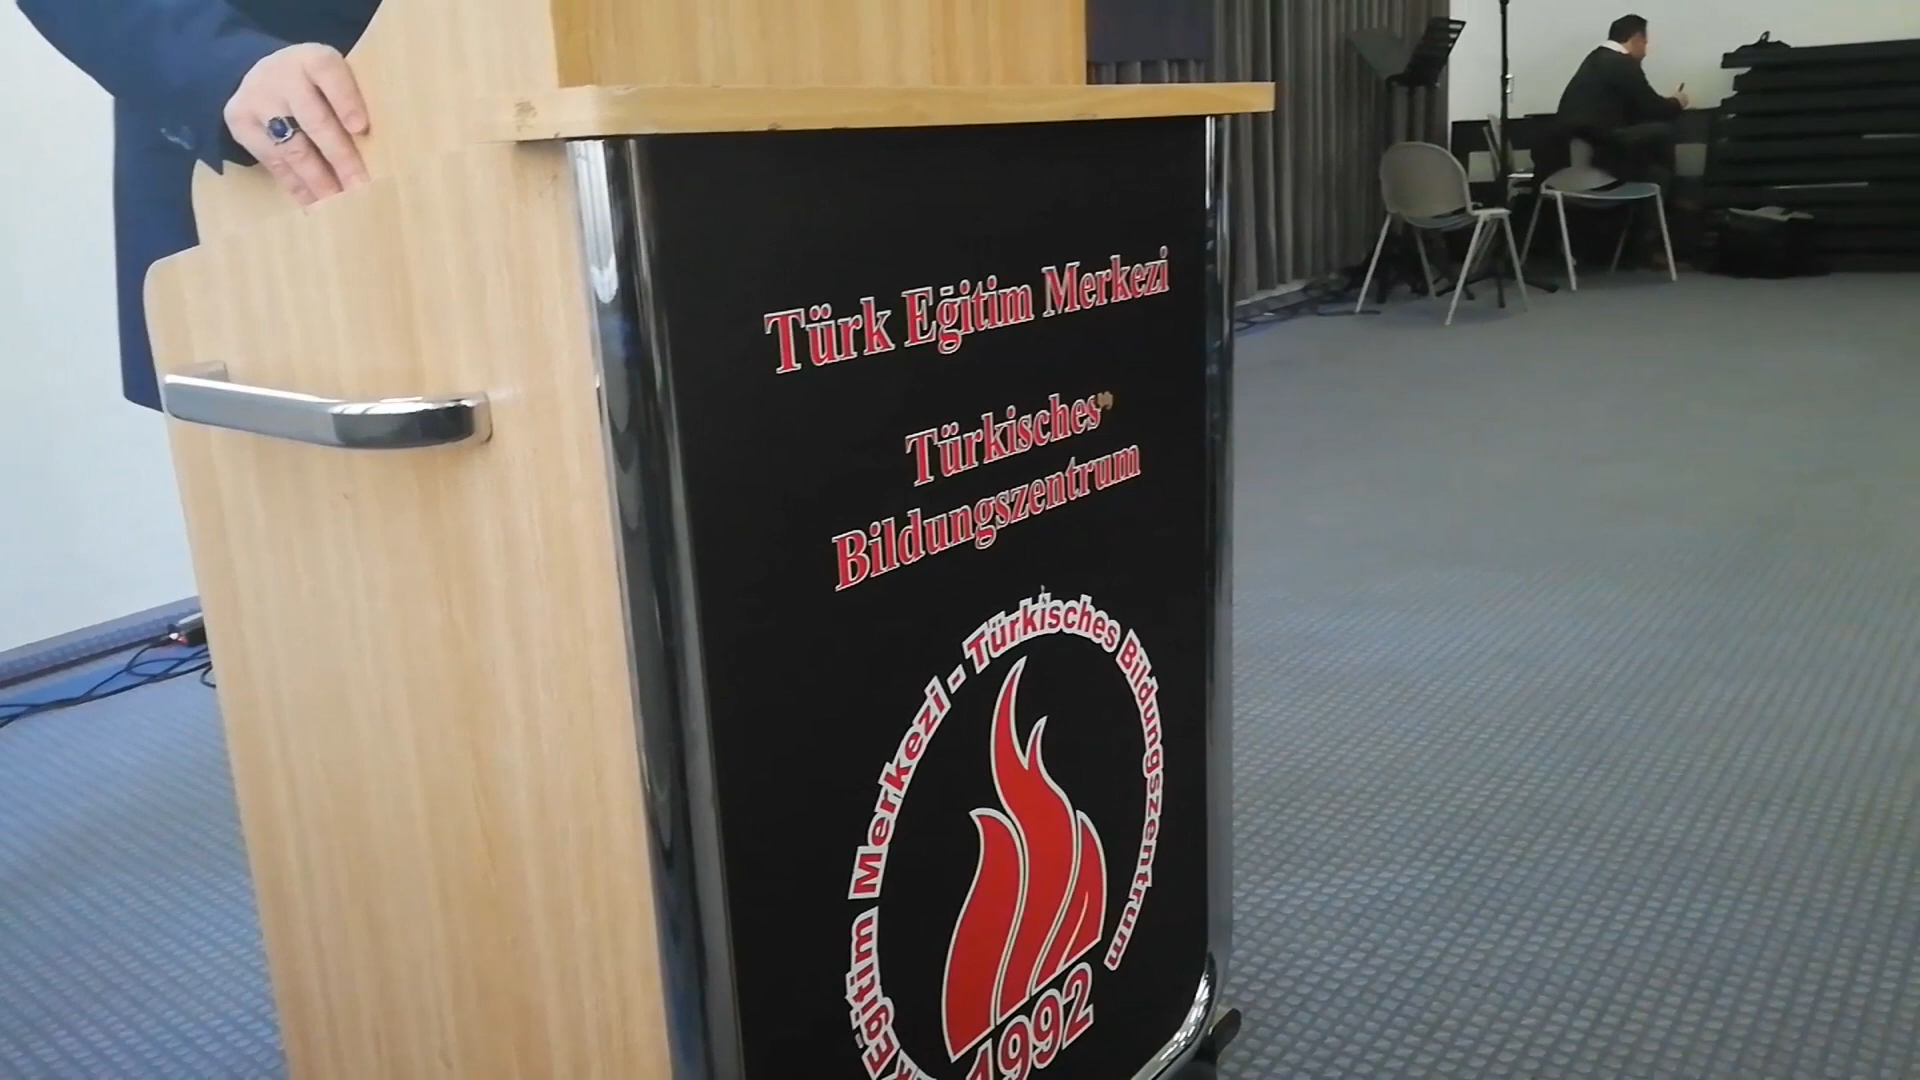 Türk Eğitim Merkezi
Türkisches
Bildungszentrum
Eğitim Merkezi - Türkisches Bildungszentrum
1992